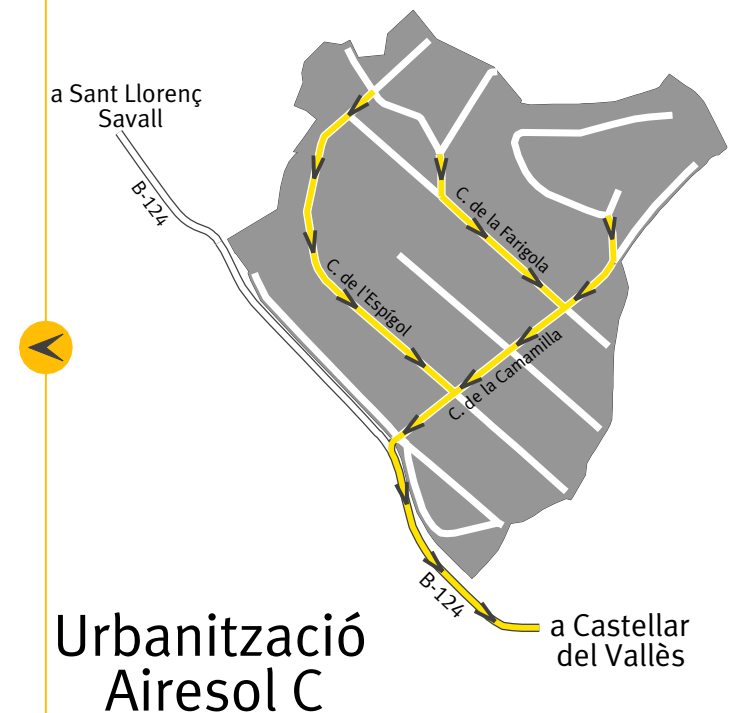 a Sant Llorenç
Savall
B-124
C. de la Farigola
C. de l'Espígol
C. de la Camamilla
B-124
a Castellar
del Vallès
Urbanització
Airesol C